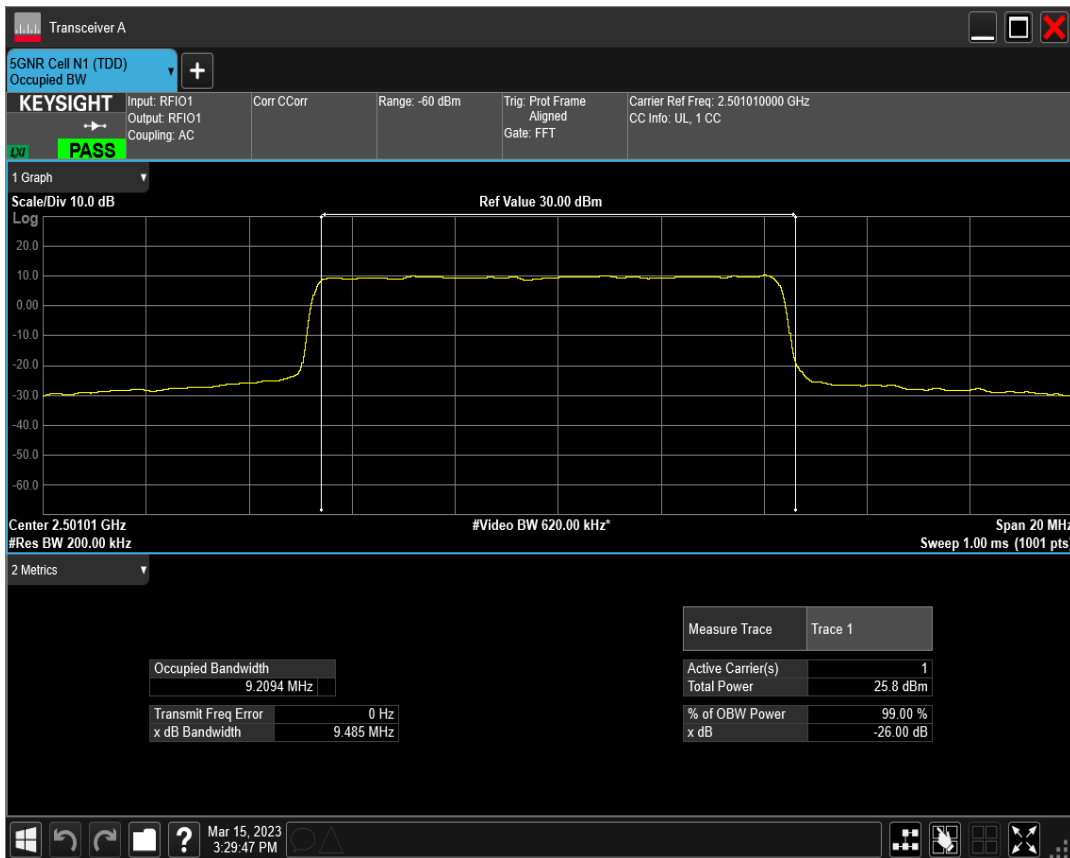 Transceiver A
5GNR Cell N1 (TDD)
Occupied BW
+
KEYSIGHT
LXI
PASS
Input: RFIO1
Output: RFIO1
Coupling: AC
Corr CCorr
Range: -60 dBm
Trig: Prot Frame
Aligned
Gate: FFT
Carrier Ref Freq: 2.501010000 GHz
CC Info: UL, 1 CC
1 Graph
Scale/Div 10.0 dB
Ref Value 30.00 dBm
Log
20.0
10.0
0.00
-10.0
-20.0
-30.0
-40.0
-50.0
-60.0
Center 2.50101 GHz
#Video BW 620.00 kHz*
Span 20 MHz
#Res BW 200.00 kHz
Sweep 1.00 ms (1001 pts)
2 Metrics
Measure Trace Trace 1
Occupied Bandwidth
9.2094 MHz
Active Carrier(s) 1
Total Power 25.8 dBm
Transmit Freq Error 0 Hz
x dB Bandwidth 9.485 MHz
% of OBW Power 99.00 %
x dB -26.00 dB
?
Mar 15, 2023
3:29:47 PM